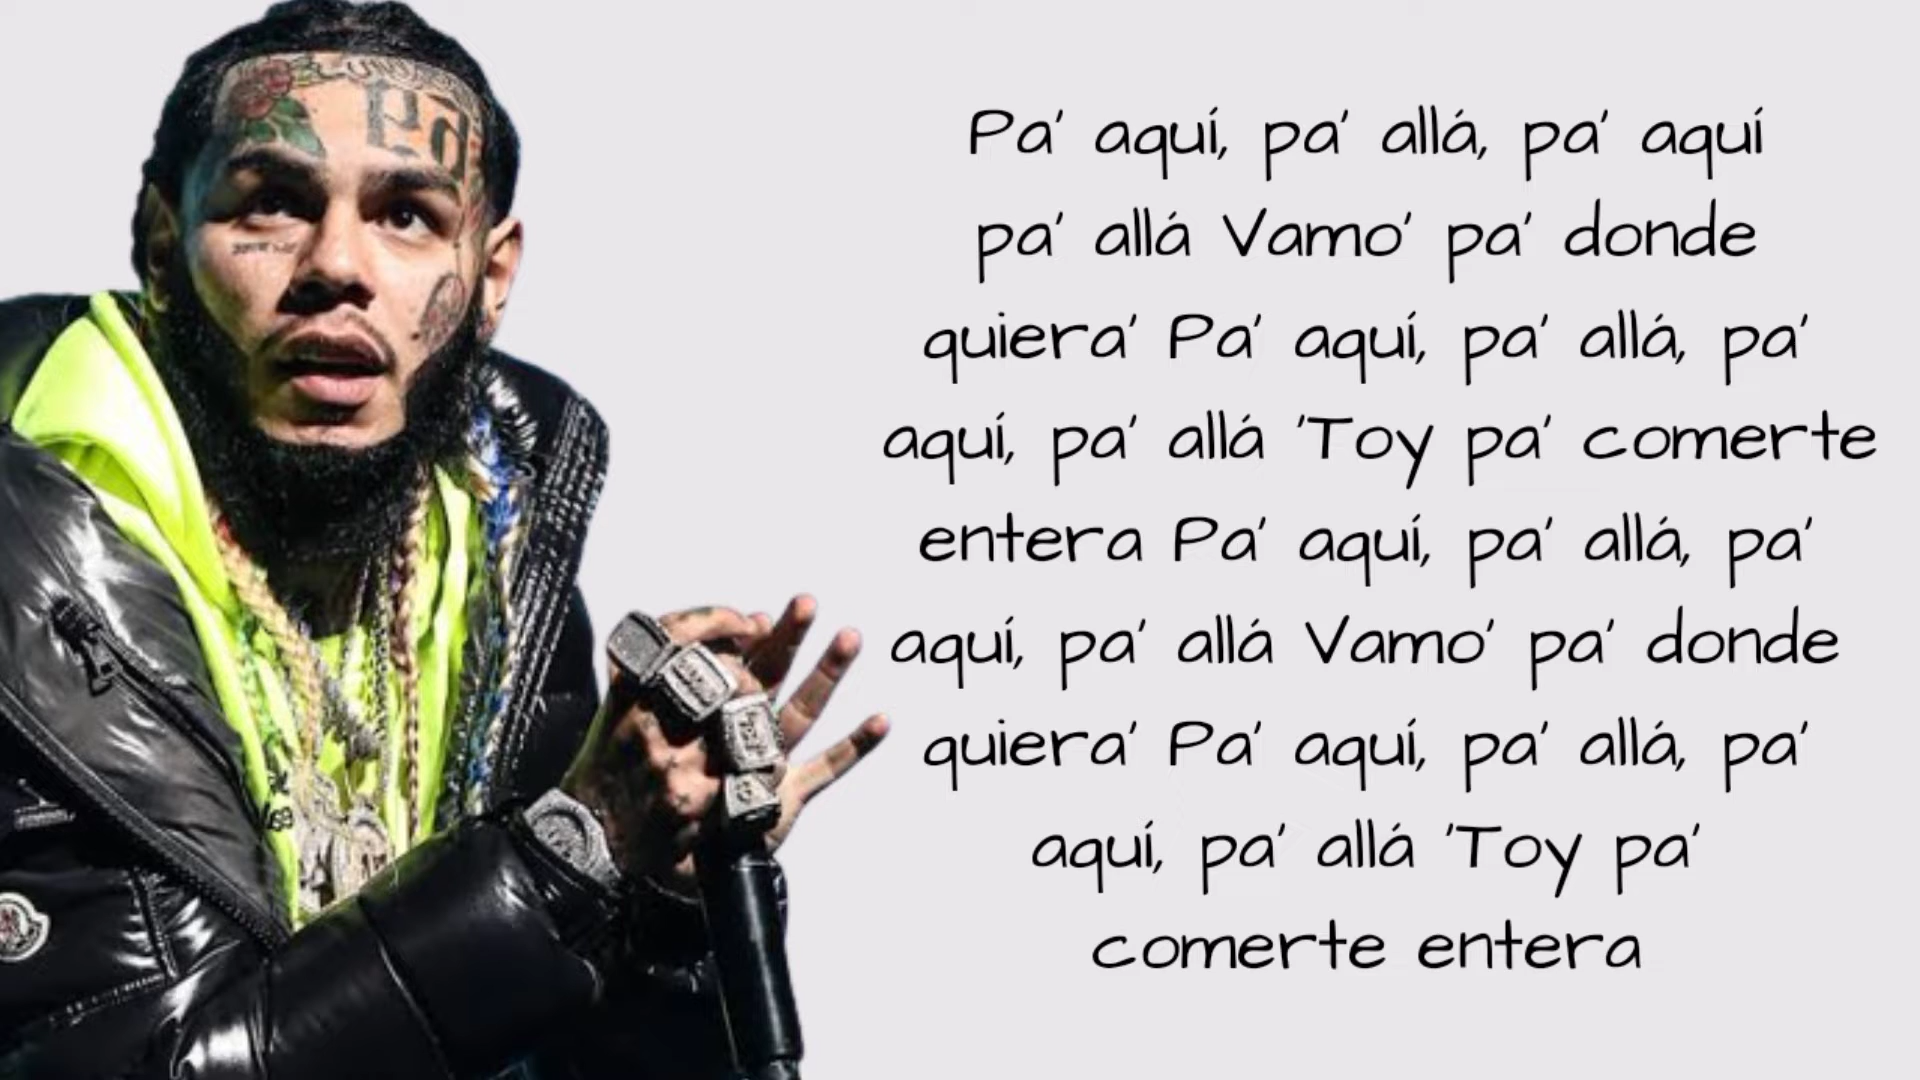 Pa' aquí, pa' allá, pa' aquí
pa' allá Vamo' pa' donde
quiera' Pa' aquí, pa' allá, pa'
aquí, pa' allá 'Toy pa' comerte
entera Pa' aquí, pa' allá, pa'
aquí, pa' allá Vamo' pa' donde
quiera' Pa' aquí, pa' allá, pa'
aquí, pa' allá 'Toy pa'
comerte entera